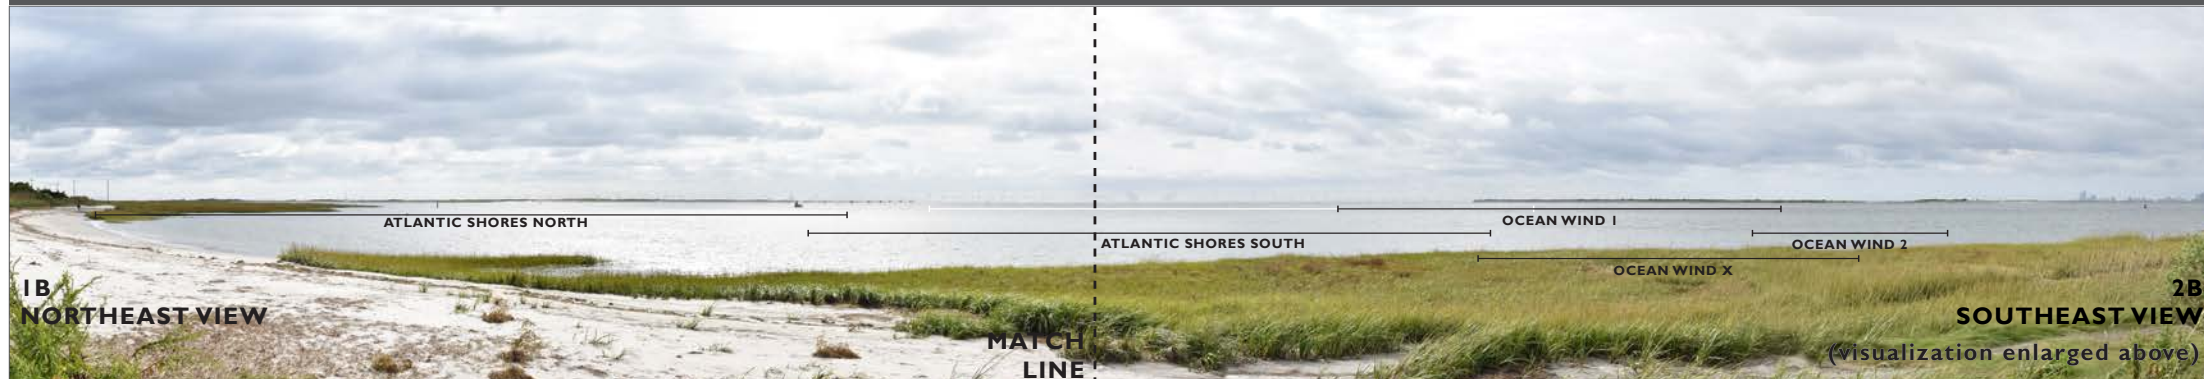 ATLANTIC SHORES NORTH
ATLANTIC SHORES SOUTH
OCEAN WIND 1
OCEAN WIND 2
OCEAN WIND X
1B
NORTHEAST VIEW
MATCH
LINE
2B
SOUTHEAST VIEW
(visualization enlarged above)